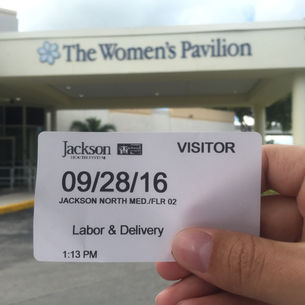 The Women's Pavilion
Jackson
HEALTH SYSTEM
VISITOR
09/28/16
JACKSON NORTH MED./FLR 02
Labor & Delivery
1:13 PM